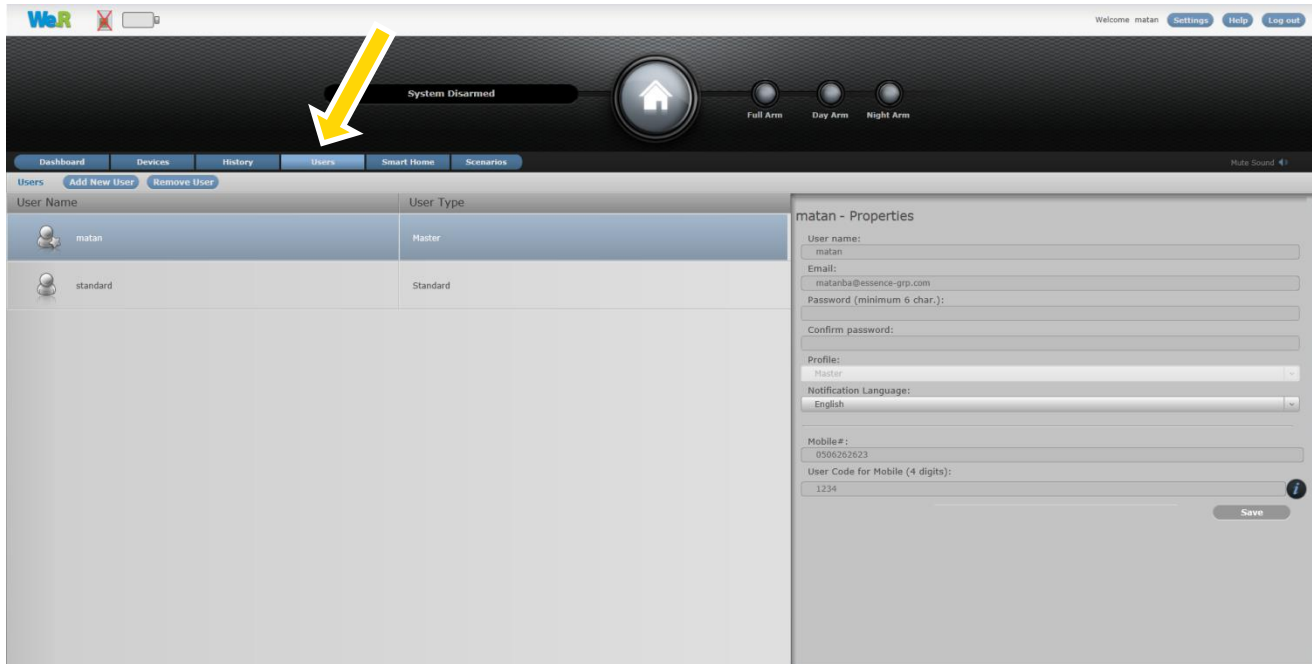 WeR
Welcome matan Settings Help Log out
System Disarmed
Full Arm Day Arm Night Arm
Dashboard Devices History Users Smart Home Scenarios Mute Sound
Users Add New User Remove User
User Name User Type
matan Master
standard Standard
matan - Properties
User name:
matan
Email:
matanba@essence-grp.com
Password (minimum 6 char.):
Confirm password:
Profile:
Master
Notification Language:
English
Mobile#:
0506262623
User Code for Mobile (4 digits):
1234
i
Save